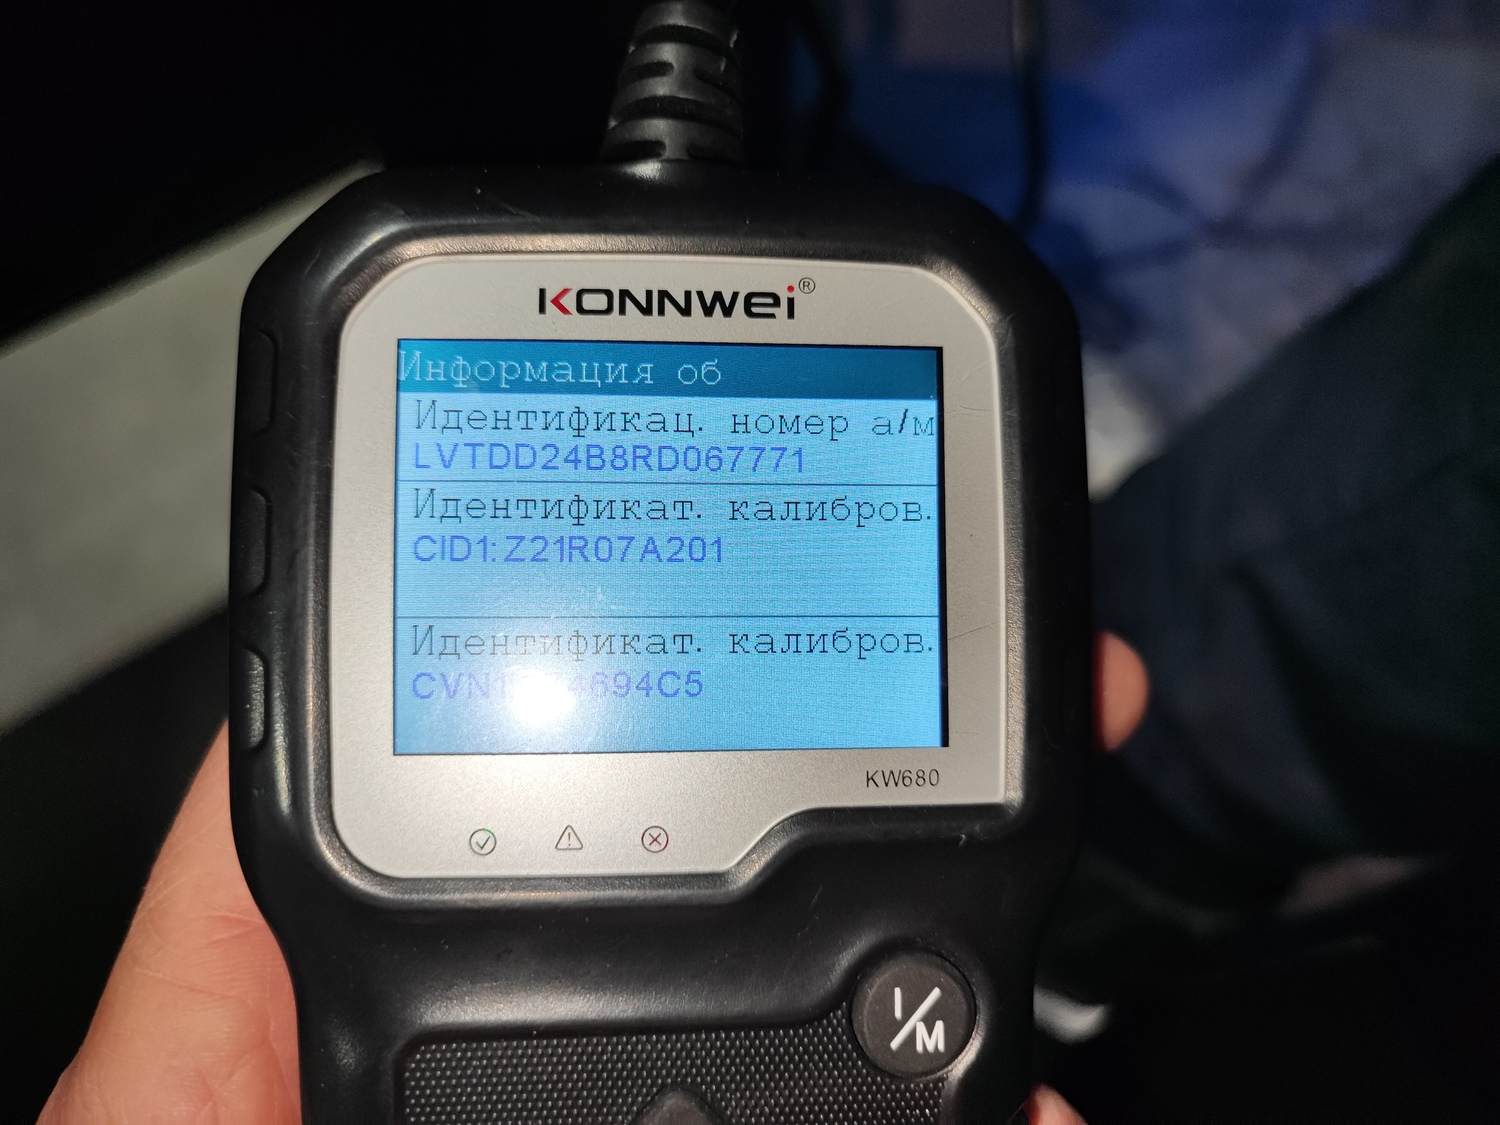 KONNWEI®
Информация об
Идентификац. номер а/м
LVTDD24B8RD067771
Идентификат. калибров.
CID1:Z21R07A201
Идентификат. калибров.
KW680
I/M